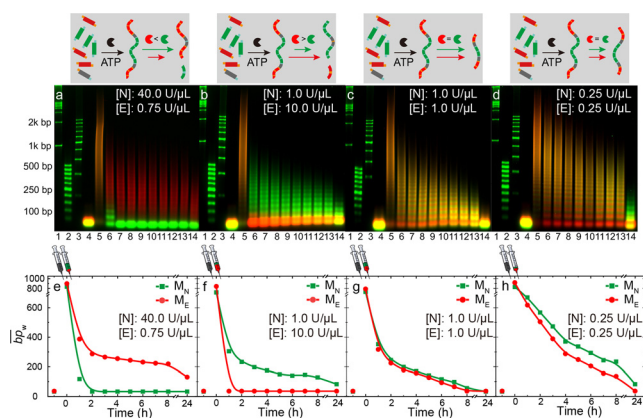 ATP
ATP
ATP
ATP
a
[N]: 40.0 U/μL
[E]: 0.75 U/μL
b
[N]: 1.0 U/μL
[E]: 10.0 U/μL
c
[N]: 1.0 U/μL
[E]: 1.0 U/μL
d
[N]: 0.25 U/μL
[E]: 0.25 U/μL
2k bp
1k bp
500 bp
250 bp
100 bp
1 2 3 4 5 6 7 8 9 10 11 12 13 14
1 2 3 4 5 6 7 8 9 10 11 12 13 14
1 2 3 4 5 6 7 8 9 10 11 12 13 14
1 2 3 4 5 6 7 8 9 10 11 12 13 14
bpw
1000
800
400
200
0
e
M_N
M_E
[N]: 40.0 U/μL
[E]: 0.75 U/μL
0 2 4 6 8 24
Time (h)
f
M_N
M_E
[N]: 1.0 U/μL
[E]: 10.0 U/μL
0 2 4 6 8 24
Time (h)
g
M_N
M_E
[N]: 1.0 U/μL
[E]: 1.0 U/μL
0 2 4 6 8 24
Time (h)
h
M_N
M_E
[N]: 0.25 U/μL
[E]: 0.25 U/μL
0 2 4 6 8 24
Time (h)